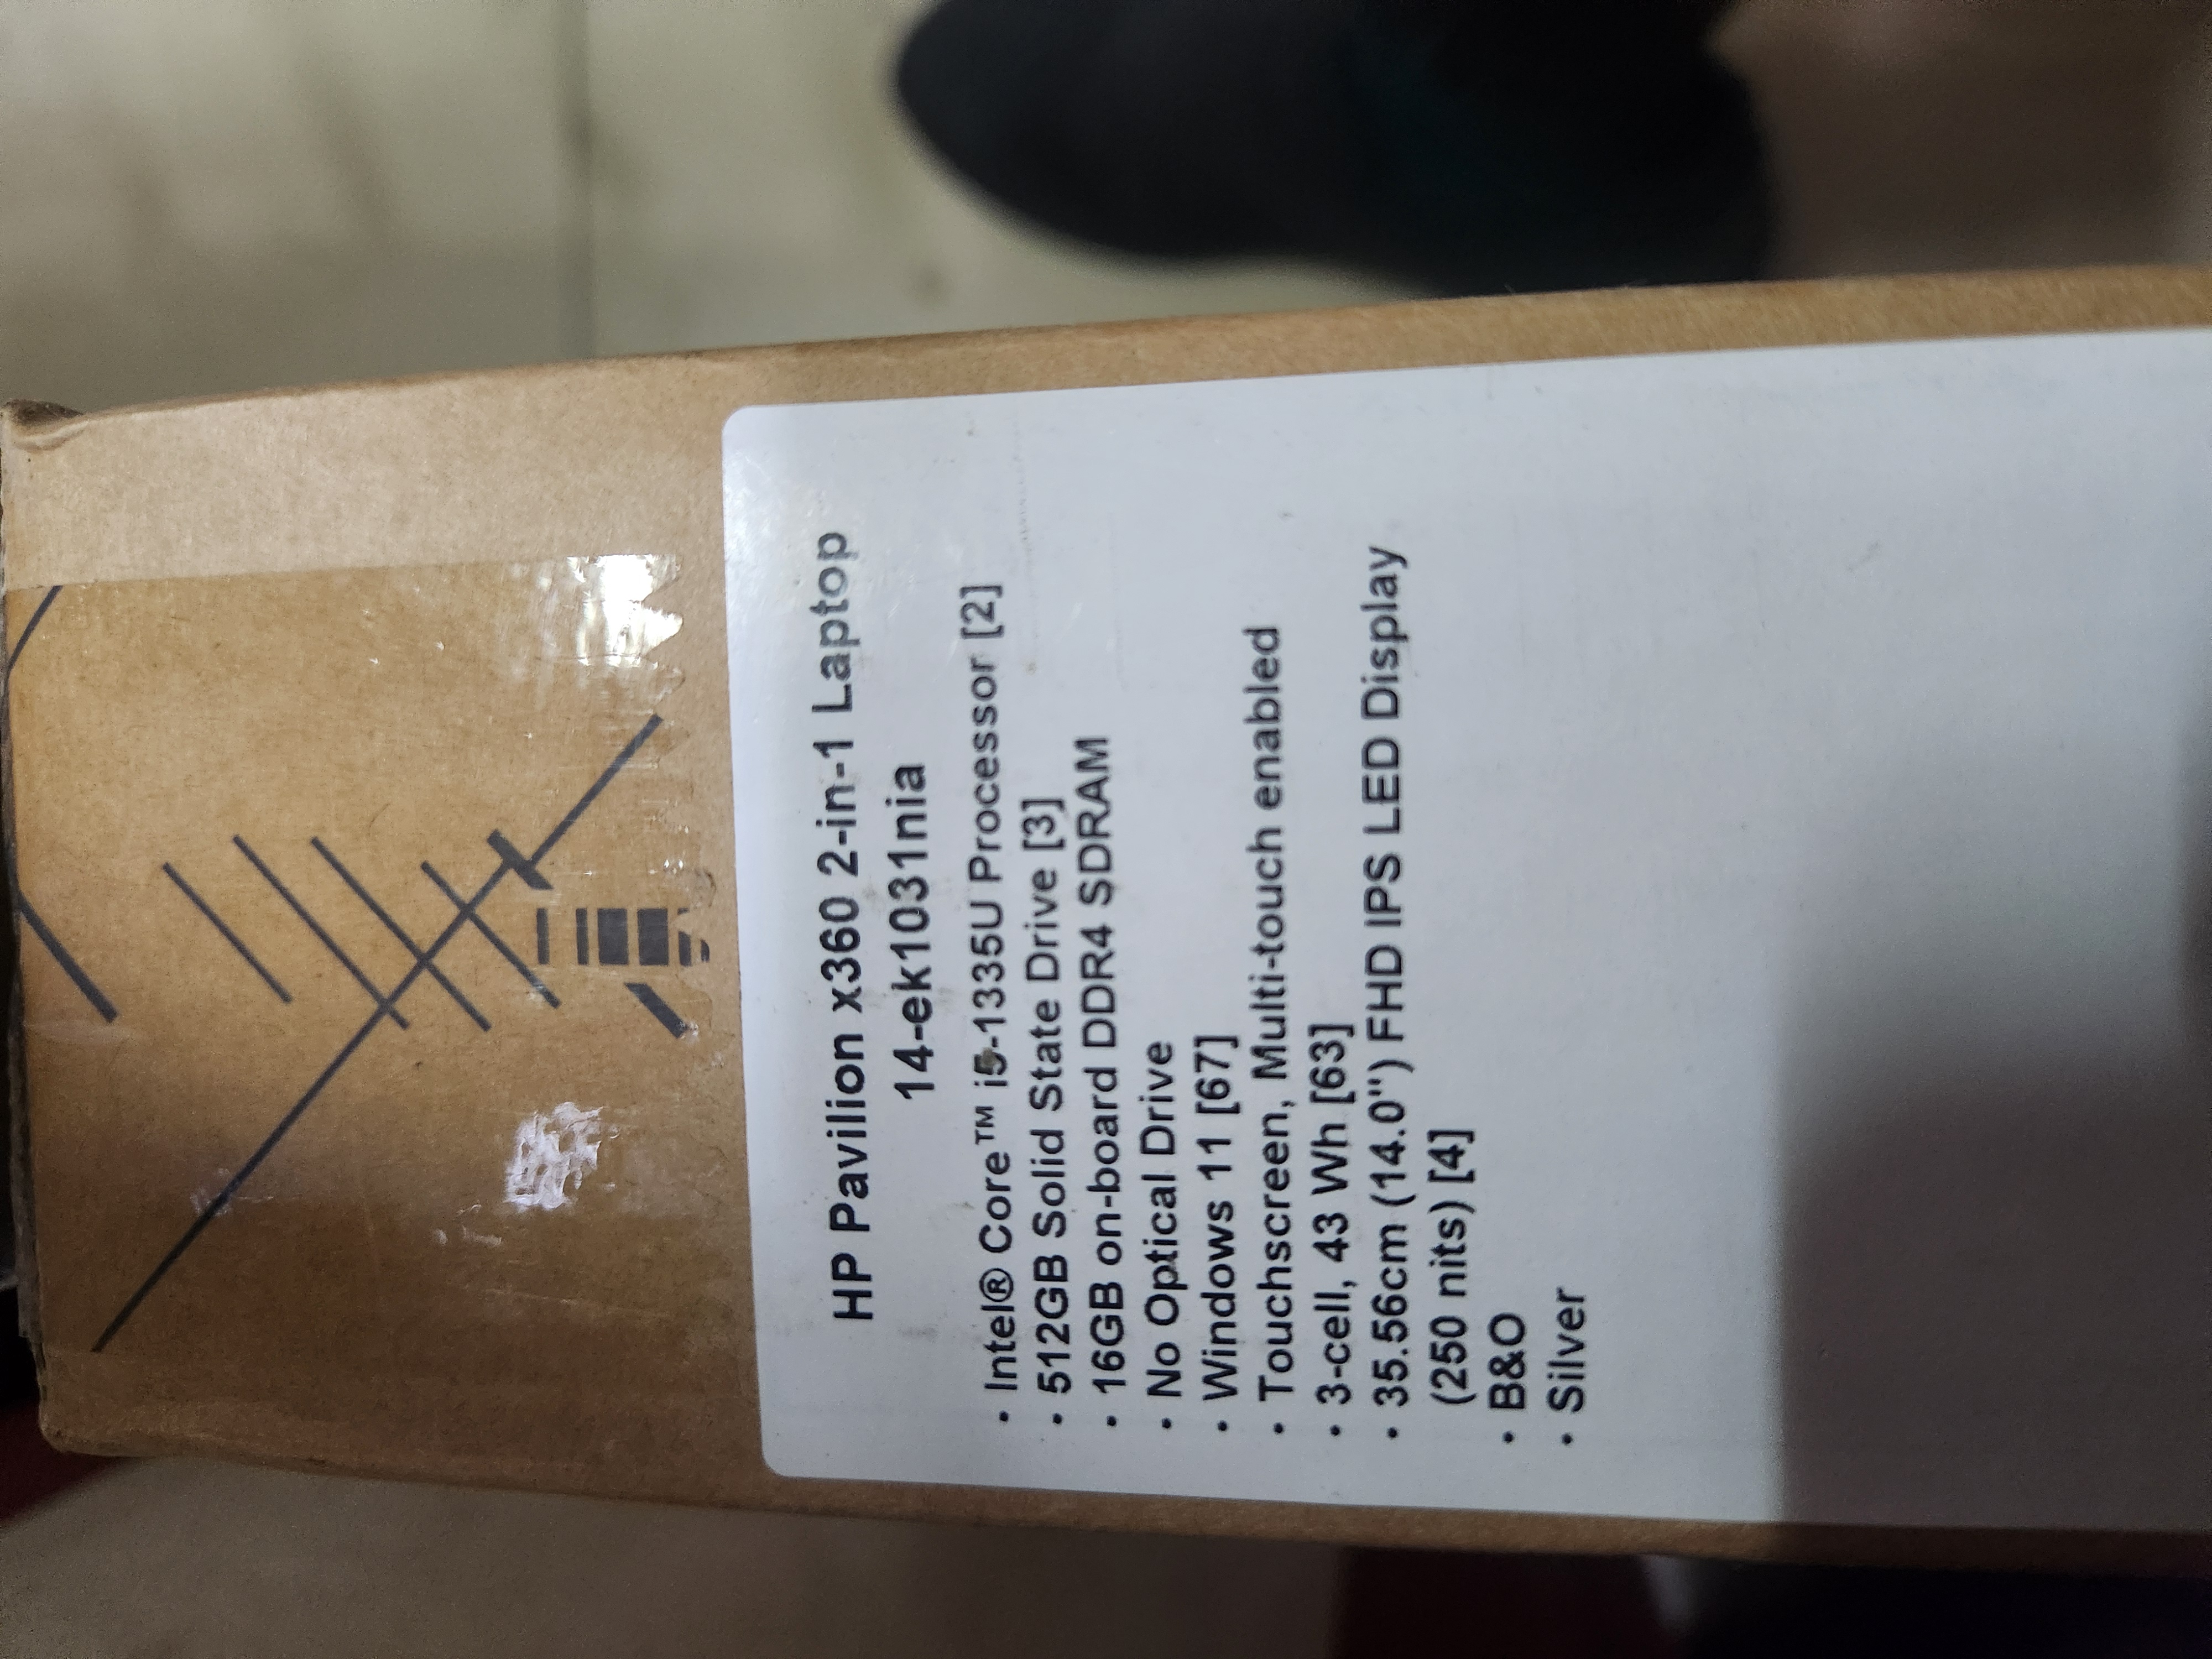 HP Pavilion x360 2-in-1 Laptop
14-ek1031nia
• Intel® Core™ i5-1335U Processor [2]
• 512GB Solid State Drive [3]
• 16GB on-board DDR4 SDRAM
• No Optical Drive
• Windows 11 [67]
• Touchscreen, Multi-touch enabled
• 3-cell, 43 Wh [63]
• 35.56cm (14.0") FHD IPS LED Display
(250 nits) [4]
• B&O
• Silver